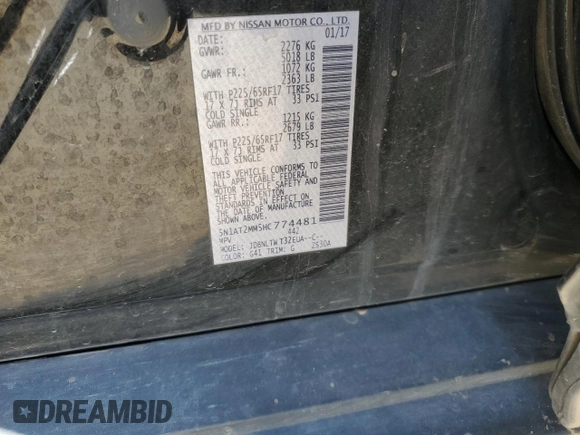 MFD BY NISSAN MOTOR CO., LTD.
DATE: 01/17
GVWR: 2276 KG
5018 LB
GAWR FR.: 1072 KG
2363 LB
WITH P225/65RF17 TIRES
17 X 7J RIMS AT 33 PSI
COLD SINGLE
GAWR RR.: 1215 KG
2679 LB
WITH P225/65RF17 TIRES
17 X 7J RIMS AT 33 PSI
COLD SINGLE
THIS VEHICLE CONFORMS TO
ALL APPLICABLE FEDERAL
MOTOR VEHICLE SAFETY AND
THEFT PREVENTION
STANDARDS IN EFFECT ON
THE DATE OF MANUFACTURE
SHOWN ABOVE.
5N1AT2MM5HC774481
MPV 442
MODEL: JDBNLTW T32EUA--C--
COLOR: G41 TRIM: G 2530A
DREAMBID